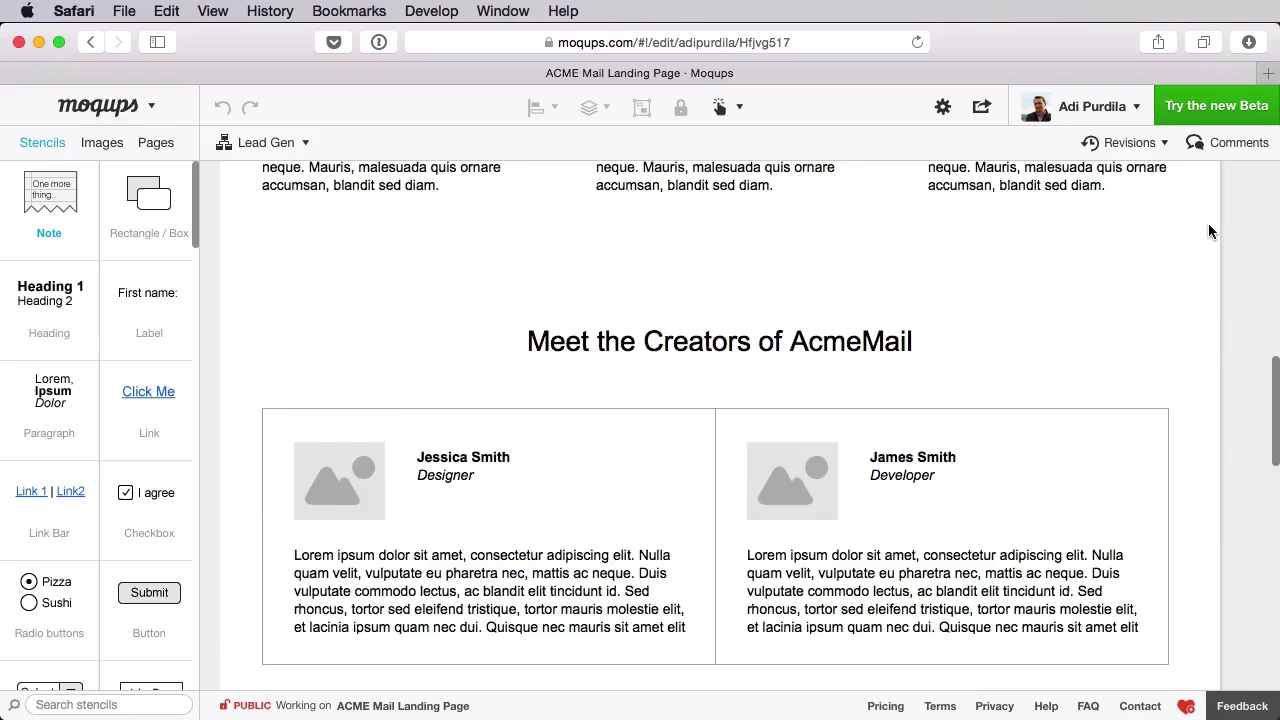 Safari File Edit View History Bookmarks Develop Window Help
moqups.com/#!/edit/adipurdila/Hfjvg517
ACME Mail Landing Page · Moqups
moqups
Adi Purdila
Try the new Beta
Stencils Images Pages
Lead Gen
Revisions
Comments
One more
thing..
Note
Rectangle / Box
Heading 1
Heading 2
Heading
First name:
Label
Lorem,
Ipsum
Dolor
Paragraph
Click Me
Link
Link 1 | Link2
Link Bar
I agree
Checkbox
Pizza
Sushi
Radio buttons
Submit
Button
neque. Mauris, malesuada quis ornare
accumsan, blandit sed diam.
neque. Mauris, malesuada quis ornare
accumsan, blandit sed diam.
neque. Mauris, malesuada quis ornare
accumsan, blandit sed diam.
Meet the Creators of AcmeMail
Jessica Smith
Designer
Lorem ipsum dolor sit amet, consectetur adipiscing elit. Nulla
quam velit, vulputate eu pharetra nec, mattis ac neque. Duis
vulputate commodo lectus, ac blandit elit tincidunt id. Sed
rhoncus, tortor sed eleifend tristique, tortor mauris molestie elit,
et lacinia ipsum quam nec dui. Quisque nec mauris sit amet elit
James Smith
Developer
Lorem ipsum dolor sit amet, consectetur adipiscing elit. Nulla
quam velit, vulputate eu pharetra nec, mattis ac neque. Duis
vulputate commodo lectus, ac blandit elit tincidunt id. Sed
rhoncus, tortor sed eleifend tristique, tortor mauris molestie elit,
et lacinia ipsum quam nec dui. Quisque nec mauris sit amet elit
Search stencils
PUBLIC Working on ACME Mail Landing Page
Pricing Terms Privacy Help FAQ Contact Feedback